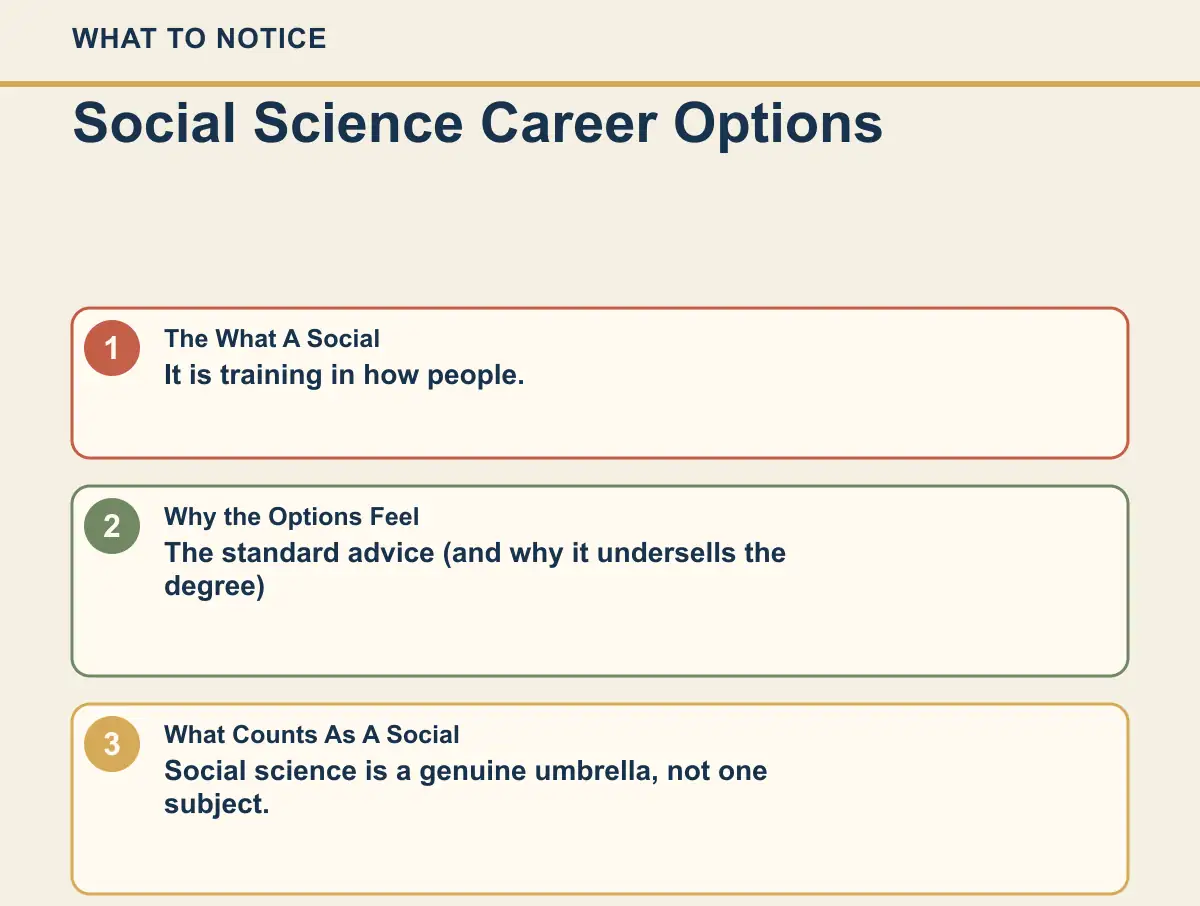 WHAT TO NOTICE
Social Science Career Options
1
The What A Social
It is training in how people.
2
Why the Options Feel
The standard advice (and why it undersells the
degree)
3
What Counts As A Social
Social science is a genuine umbrella, not one
subject.